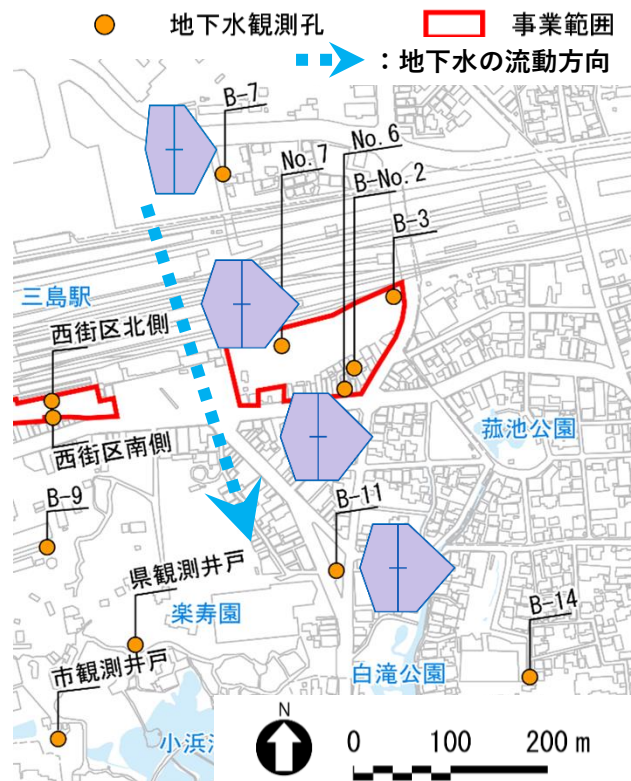 地下水観測孔
事業範囲
：地下水の流動方向
B-7
No.6
No.7
B-No.2
B-3
三島駅
西街区北側
西街区南側
菰池公園
B-9
B-11
県観測井戸
楽寿園
B-14
市観測井戸
白滝公園
小浜
N
0 100 200 m